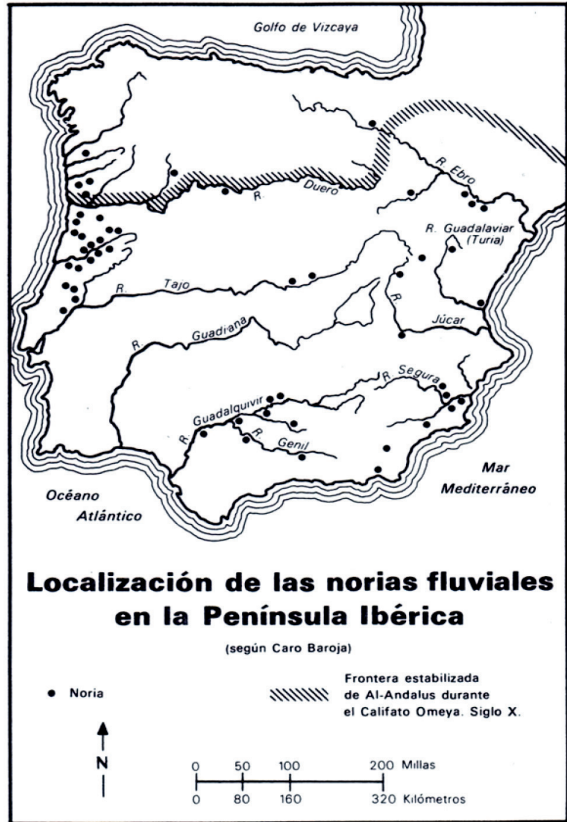 Golfo de Vizcaya
R. Ebro
R. Duero
R. Guadalaviar
(Turia)
R. Tajo
R. Júcar
R. Guadiana
R. Segura
R. Guadalquivir
R. Genil
Mar
Mediterráneo
Océano
Atlántico
Localización de las norias fluviales
en la Península Ibérica
(según Caro Baroja)
Noria
Frontera estabilizada
de Al-Andalus durante
el Califato Omeya. Siglo X.
N
0 50 100 200 Millas
0 80 160 320 Kilómetros